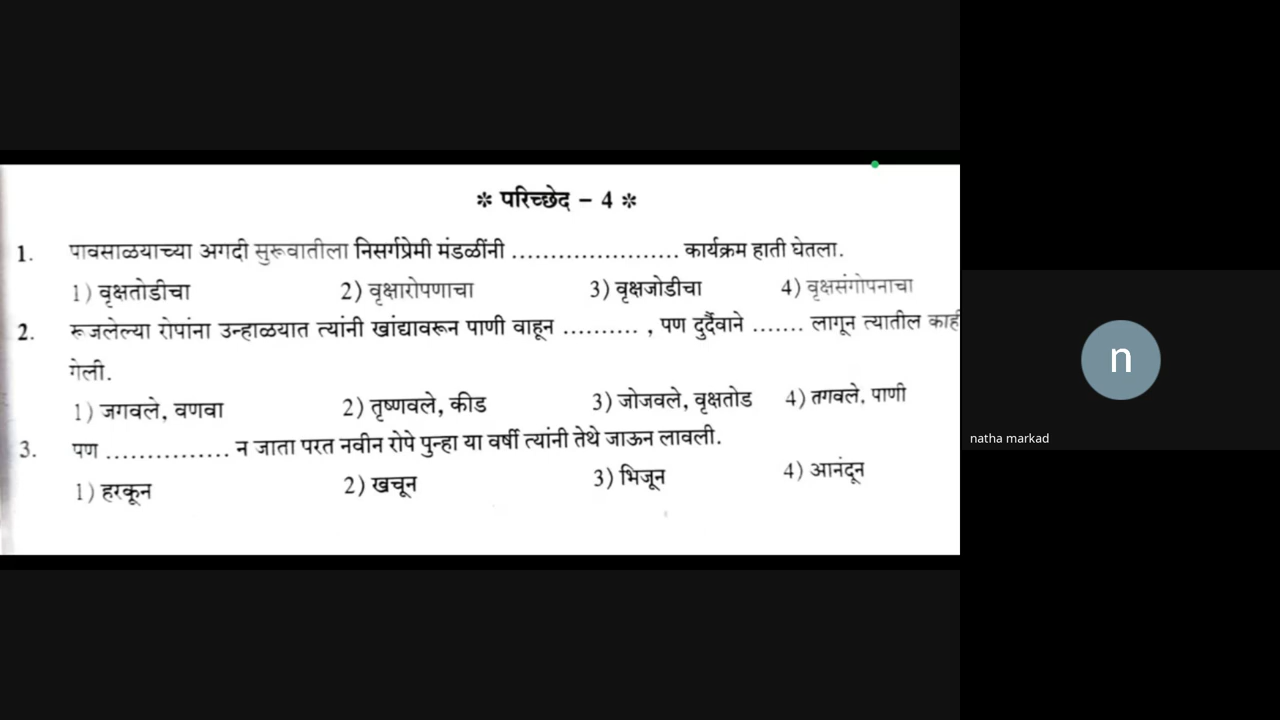 * परिच्छेद – 4 *
1. पावसाळयाच्या अगदी सुरूवातीला निसर्गप्रेमी मंडळींनी ...................... कार्यक्रम हाती घेतला.
1) वृक्षतोडीचा 2) वृक्षारोपणाचा 3) वृक्षजोडीचा 4) वृक्षसंगोपनाचा
2. रूजलेल्या रोपांना उन्हाळयात त्यांनी खांद्यावरून पाणी वाहून .......... , पण दुर्दैवाने ....... लागून त्यातील
गेली.
1) जगवले, वणवा 2) तृष्णवले, कीड 3) जोजवले, वृक्षतोड 4) तगवले, पाणी
3. पण ................ न जाता परत नवीन रोपे पुन्हा या वर्षी त्यांनी तेथे जाऊन लावली.
1) हरकून 2) खचून 3) भिजून 4) आनंदून
n
natha markad